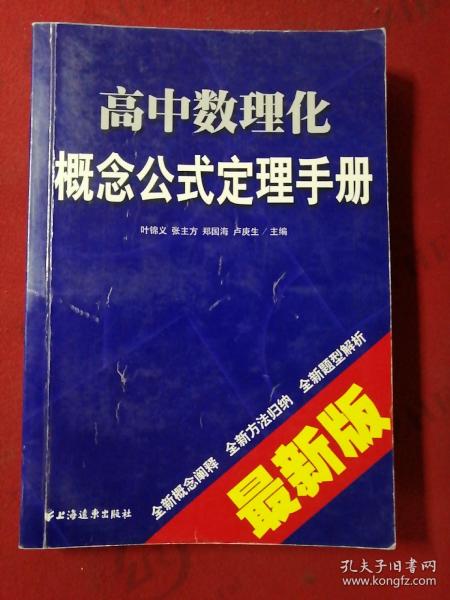 高中数理化
概念公式定理手册
叶锦义 张主方 郑国海 卢庚生/主编
全新概念阐释 全新方法归纳 全新题型解析
最新版
上海远东出版社
孔夫子旧书网
www.kongfz.com